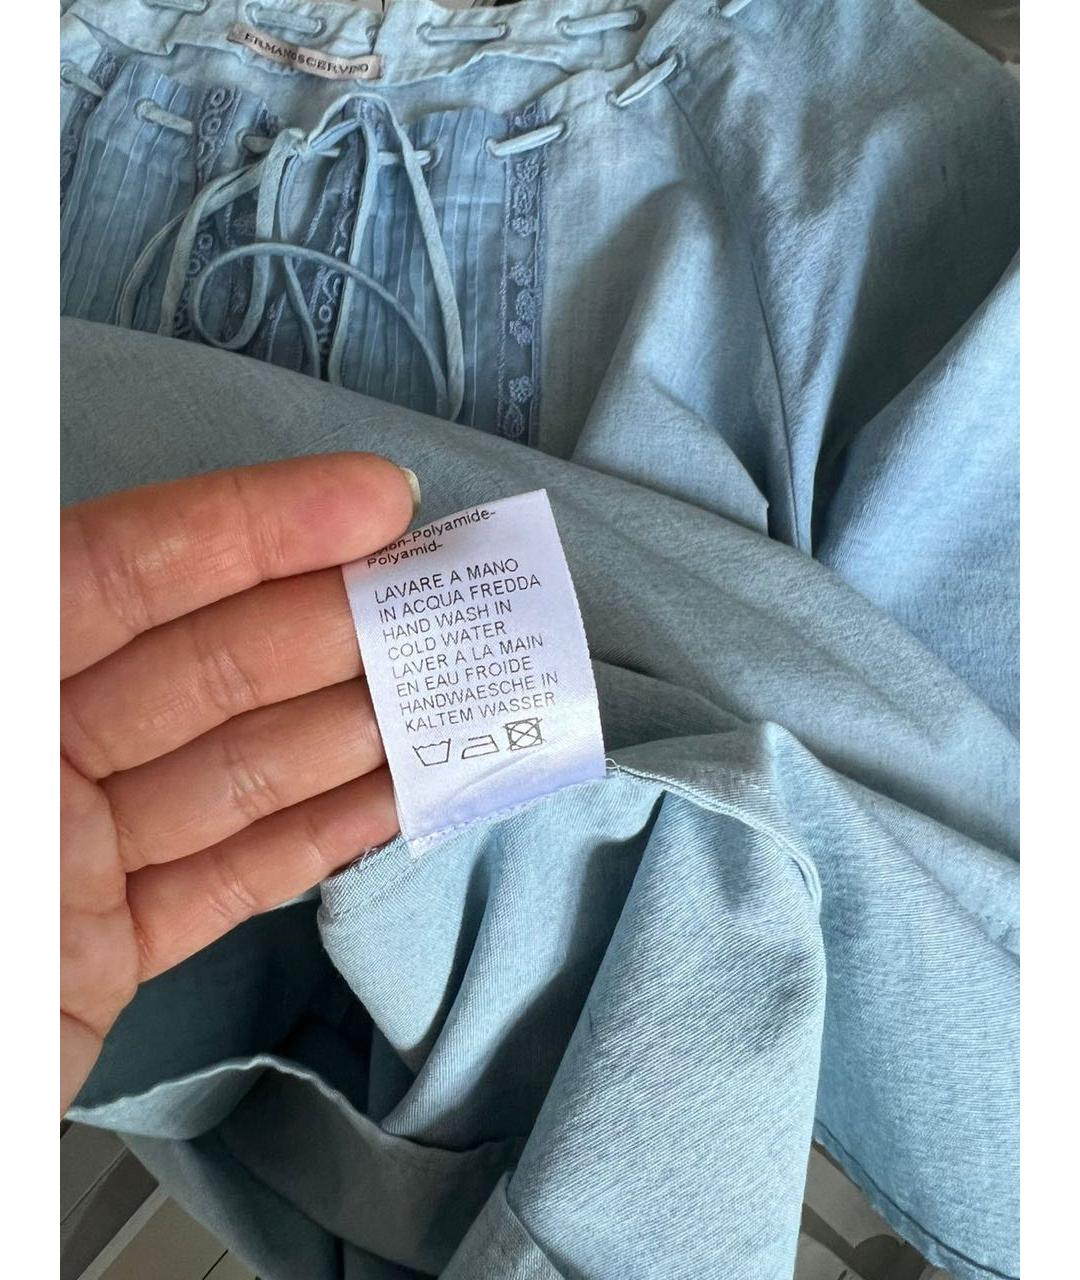 ERMANNO SCERVINO
-Polyamide-
Polyamid-
LAVARE A MANO
IN ACQUA FREDDA
HAND WASH IN
COLD WATER
LAVER A LA MAIN
EN EAU FROIDE
HANDWAESCHE IN
KALTEM WASSER